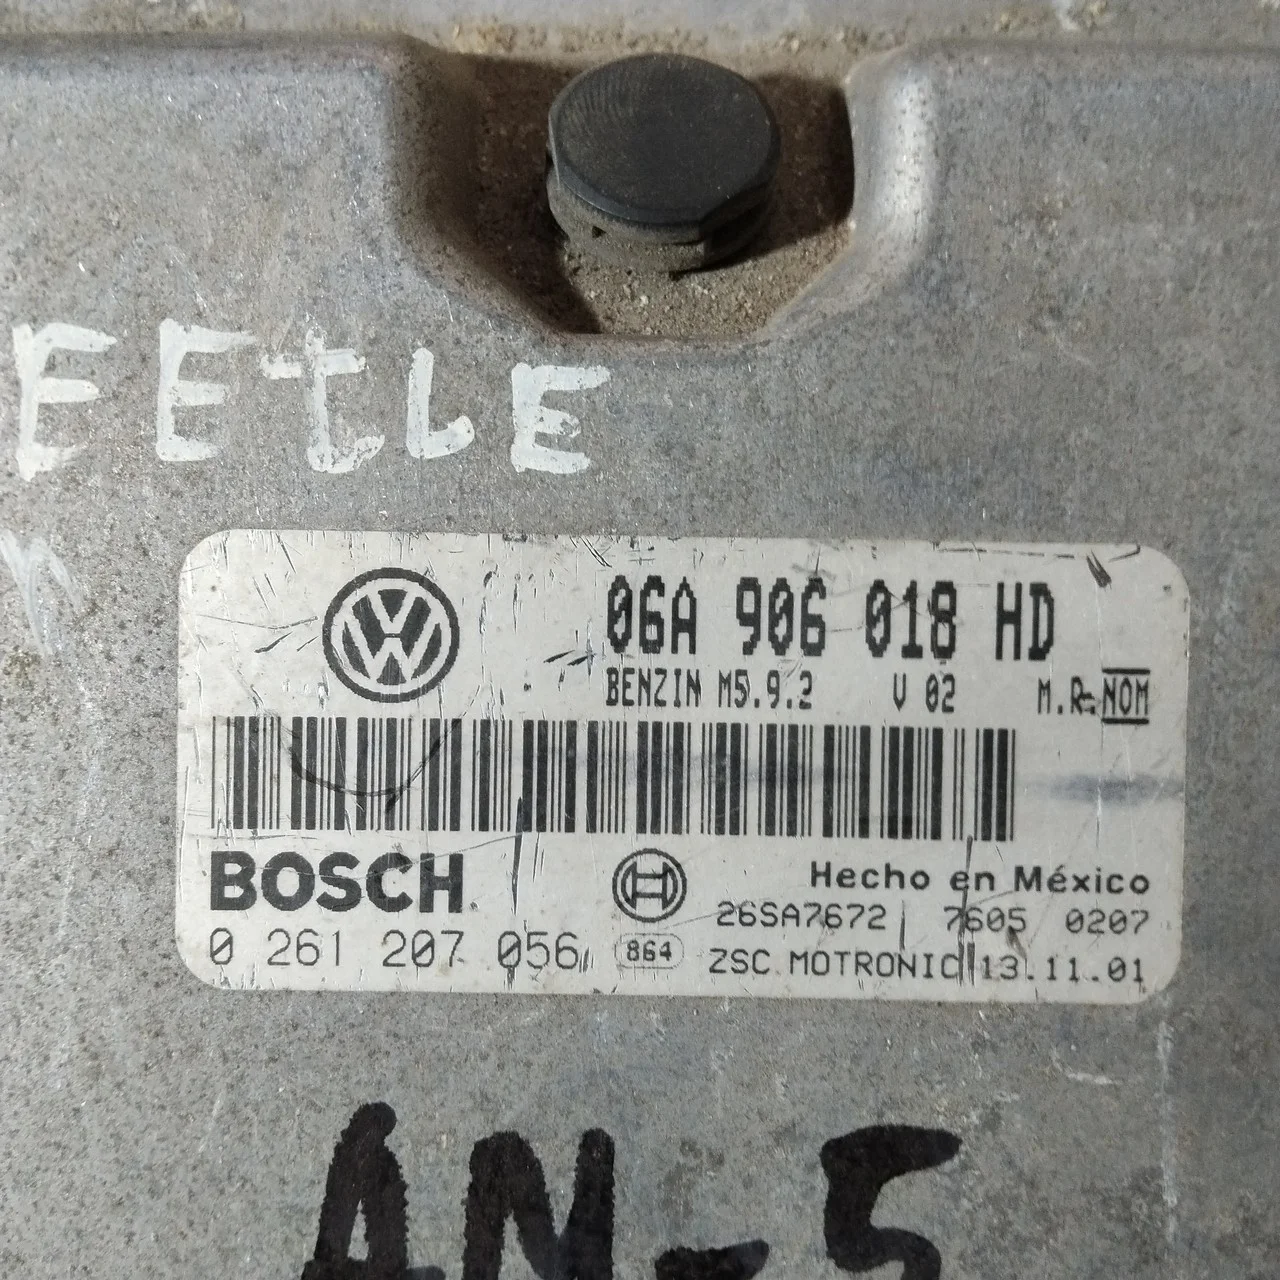 EETLE
06A 906 018 HD
BENZIN M5.9.2 V 02 M.R-NOM
BOSCH Hecho en México
26SA7672 7605 0207
0 261 207 056 864 ZSC MOTRONIC 13.11.01
AN-5